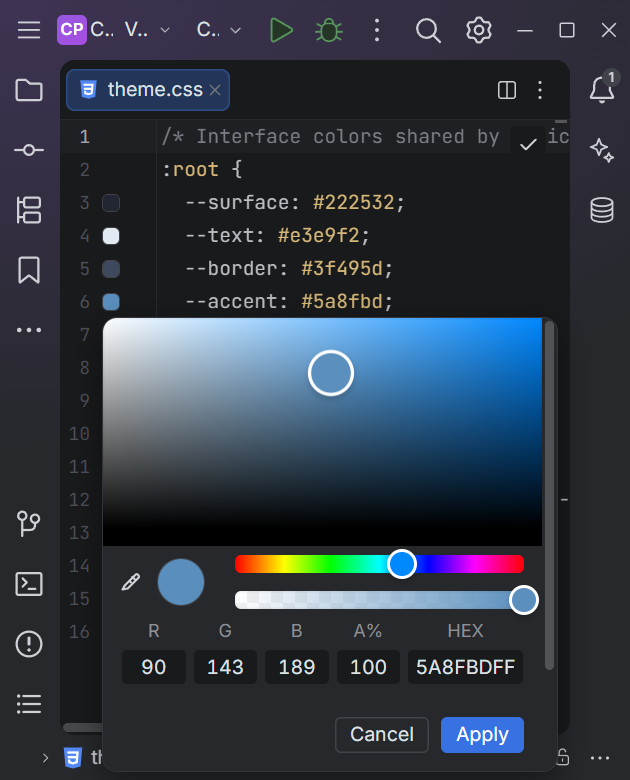 CP C.. V.. C..
theme.css
1
1 /* Interface colors shared by
2 :root {
3 --surface: #222532;
4 --text: #e3e9f2;
5 --border: #3f495d;
6 --accent: #5a8fbd;
7
8
9
10
11
12
13
14
15
16
R G B A% HEX
90 143 189 100 5A8FBDFF
Cancel Apply